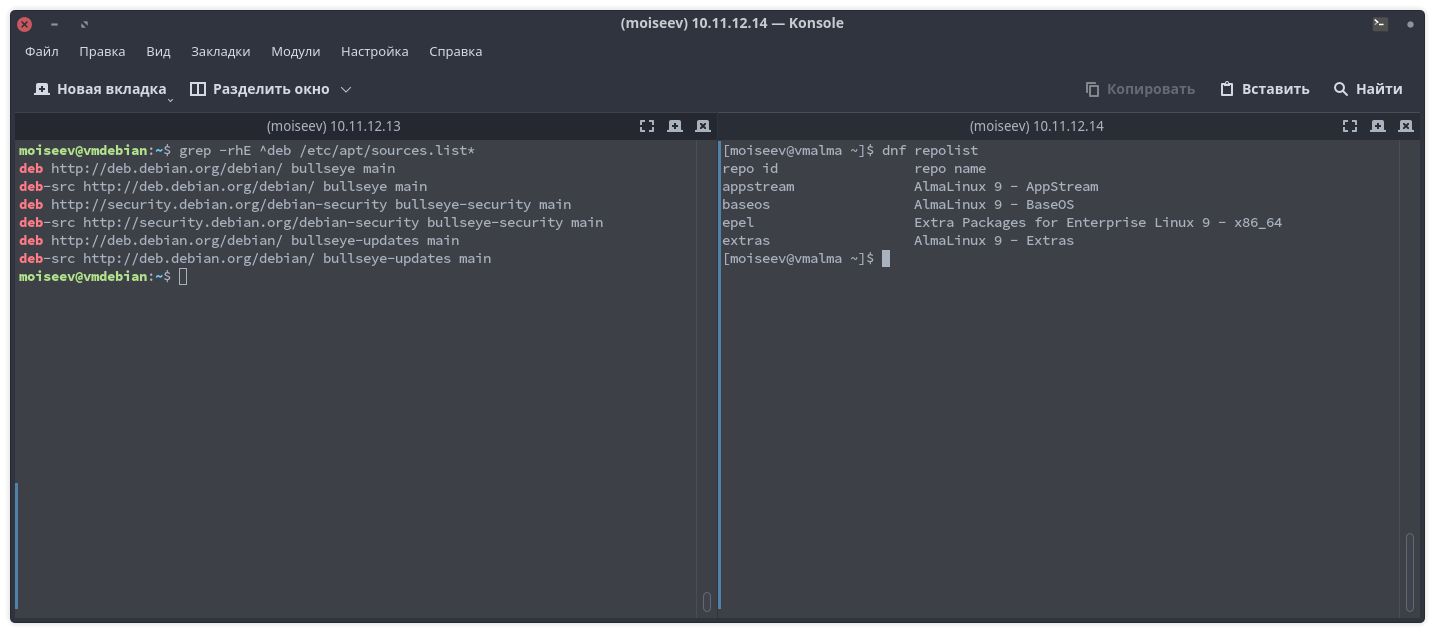 (moiseev) 10.11.12.14 — Konsole
Файл Правка Вид Закладки Модули Настройка Справка
Новая вкладка Разделить окно Копировать Вставить Найти
(moiseev) 10.11.12.13
moiseev@vmdebian:~$ grep -rhE ^deb /etc/apt/sources.list*
deb http://deb.debian.org/debian/ bullseye main
deb-src http://deb.debian.org/debian/ bullseye main
deb http://security.debian.org/debian-security bullseye-security main
deb-src http://security.debian.org/debian-security bullseye-security main
deb http://deb.debian.org/debian/ bullseye-updates main
deb-src http://deb.debian.org/debian/ bullseye-updates main
moiseev@vmdebian:~$
(moiseev) 10.11.12.14
[moiseev@vmalma ~]$ dnf repolist
repo id repo name
appstream AlmaLinux 9 - AppStream
baseos AlmaLinux 9 - BaseOS
epel Extra Packages for Enterprise Linux 9 - x86_64
extras AlmaLinux 9 - Extras
[moiseev@vmalma ~]$